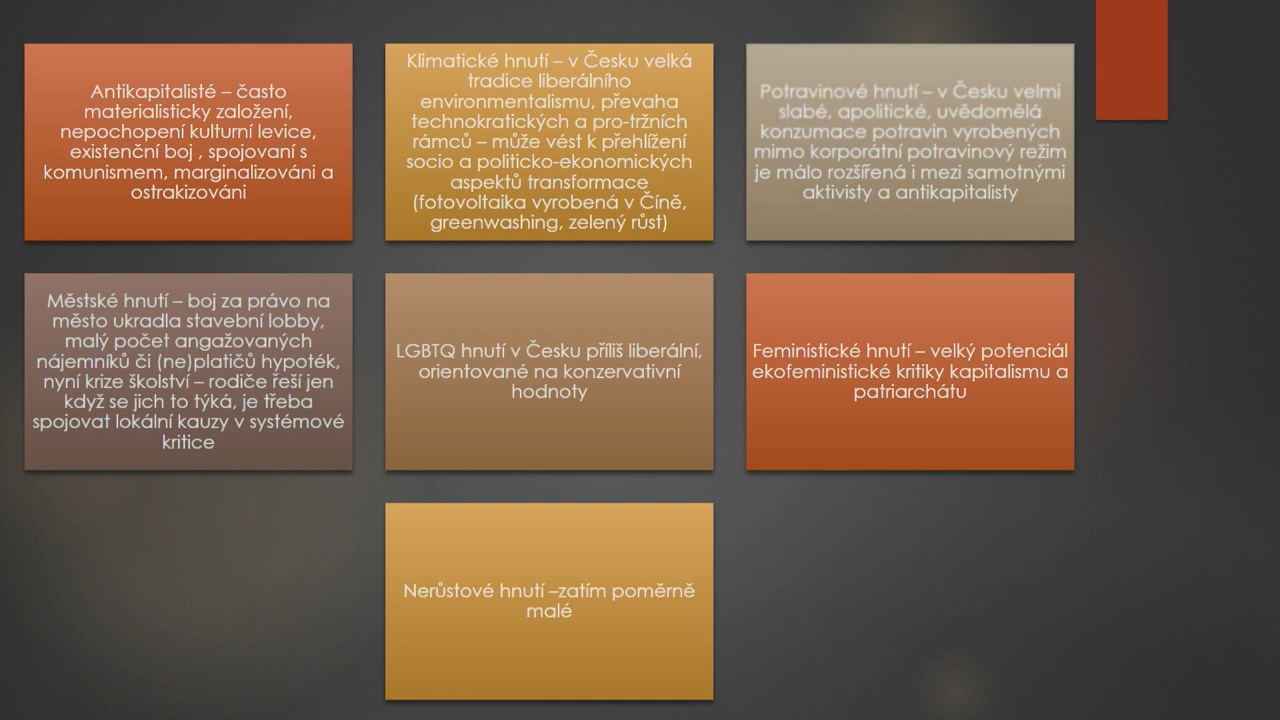 Antikapitalisté – často
materialisticky založení,
nepochopení kulturní levice,
existenční boj , spojovaní s
komunismem, marginalizováni a
ostrakizováni
Klimatické hnutí – v Česku velká
tradice liberálního
environmentalismu, převaha
technokratických a pro-tržních
rámců – může vést k přehlížení
socio a politicko-ekonomických
aspektů transformace
(fotovoltaika vyrobená v Číně,
greenwashing, zelený růst)
Potravinové hnutí – v Česku velmi
slabé, apolitické, uvědomělá
konzumace potravin vyrobených
mimo korporátní potravinový režim
je málo rozšířená i mezi samotnými
aktivisty a antikapitalisty
Městské hnutí – boj za právo na
město ukradla stavební lobby,
malý počet angažovaných
nájemníků či (ne)platičů hypoték,
nyní krize školství – rodiče řeší jen
když se jich to týká, je třeba
spojovat lokální kauzy v systémové
kritice
LGBTQ hnutí v Česku příliš liberální,
orientované na konzervativní
hodnoty
Feministické hnutí – velký potenciál
ekofeministické kritiky kapitalismu a
patriarchátu
Nerůstové hnutí –zatím poměrně
malé